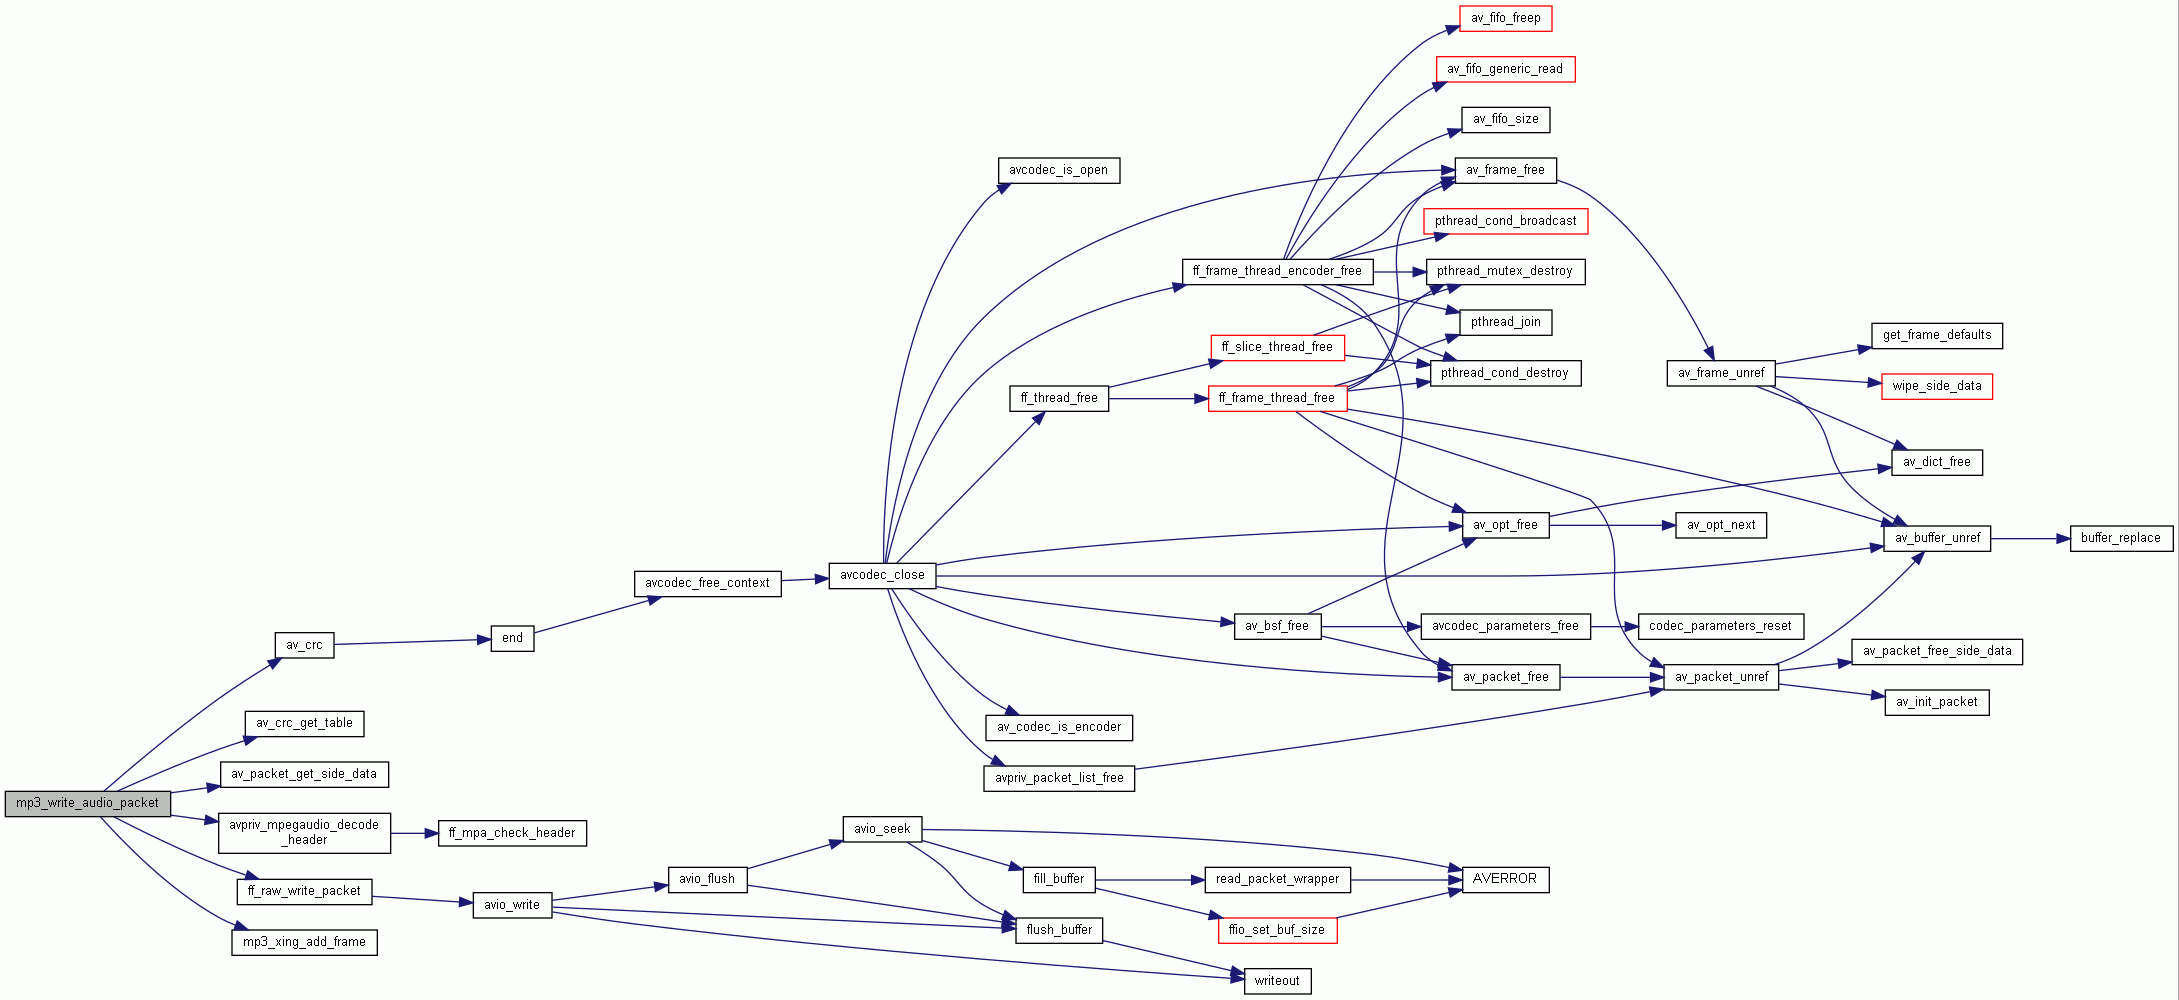 av_fifo_freep
av_fifo_generic_read
av_fifo_size
avcodec_is_open
av_frame_free
pthread_cond_broadcast
ff_frame_thread_encoder_free
pthread_mutex_destroy
pthread_join
get_frame_defaults
ff_slice_thread_free
pthread_cond_destroy
av_frame_unref
wipe_side_data
ff_thread_free
ff_frame_thread_free
av_dict_free
av_opt_free
av_opt_next
av_buffer_unref
buffer_replace
avcodec_free_context
avcodec_close
av_bsf_free
avcodec_parameters_free
codec_parameters_reset
end
av_crc
av_packet_free_side_data
av_packet_free
av_packet_unref
av_init_packet
av_crc_get_table
av_codec_is_encoder
av_packet_get_side_data
avpriv_packet_list_free
mp3_write_audio_packet
avpriv_mpegaudio_decode
_header
ff_mpa_check_header
avio_seek
avio_flush
fill_buffer
read_packet_wrapper
AVERROR
ff_raw_write_packet
avio_write
flush_buffer
ffio_set_buf_size
mp3_xing_add_frame
writeout